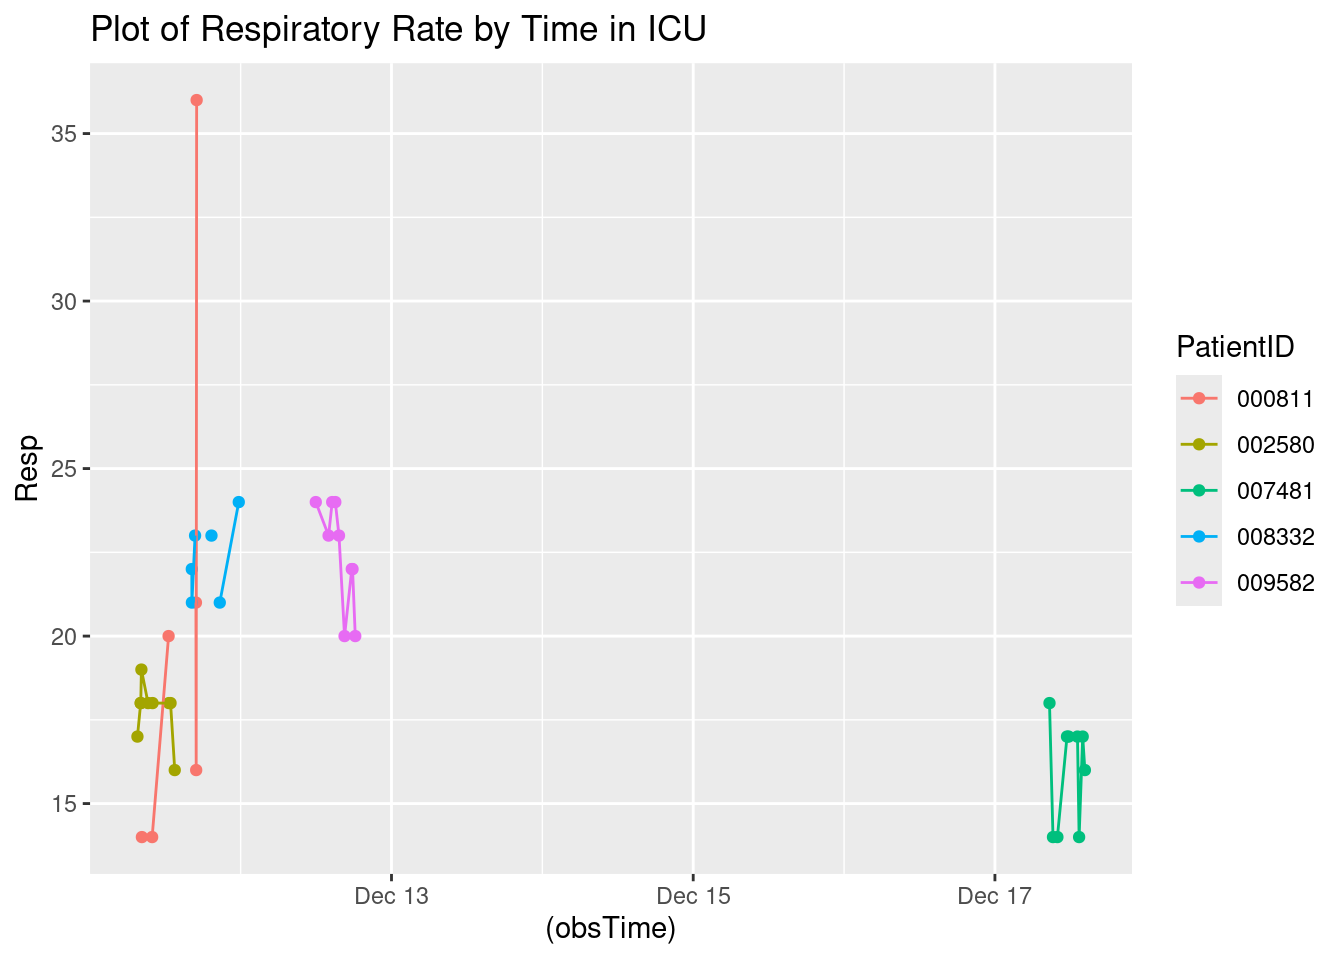 Plot of Respiratory Rate by Time in ICU
35
30
25
20
15
Resp
Dec 13
Dec 15
Dec 17
(obsTime)
PatientID
000811
002580
007481
008332
009582